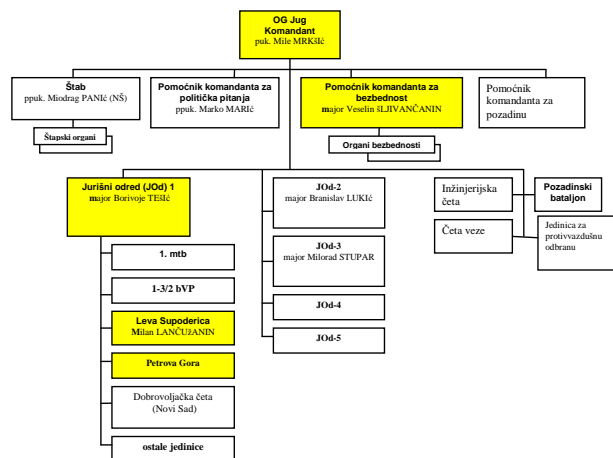 OG Jug
Komandant
puk. Mile MRKšIć
Štab
ppuk. Miodrag PANIć (NŠ)
Štapski organi
Pomoćnik komandanta za
politička pitanja
ppuk. Marko MARIć
Pomoćnik komandanta za
bezbednost
major Veselin šLJIVANČANIN
Organi bezbednosti
Pomoćnik
komandanta za
pozadinu
Jurišni odred (JOd) 1
major Borivoje TEšIć
1. mtb
1-3/2 bVP
Leva Supoderica
Milan LANČUžANIN
Petrova Gora
Dobrovoljačka četa
(Novi Sad)
ostale jedinice
JOd-2
major Branislav LUKIć
JOd-3
major Milorad STUPAR
JOd-4
JOd-5
Inžinjerijska
četa
Četa veze
Pozadinski
bataljon
Jedinica za
protivvazdušnu
odbranu